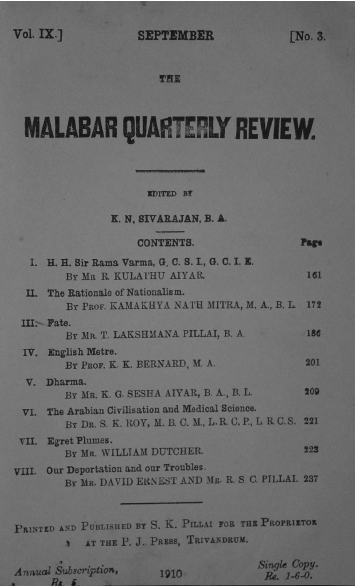 Vol. IX.] SEPTEMBER [No. 3.
THE
MALABAR QUARTERLY REVIEW.
EDITED BY
K. N. SIVARAJAN, B. A.
CONTENTS. Page
I. H. H. Sir Rama Varma, G. C. S. I., G. C. I. E.
BY MR R. KULATHU AIYAR. 161
II. The Rationale of Nationalism.
BY PROF. KAMAKHYA NATH MITRA, M. A., B. L. 172
III. Fate.
BY MR. T. LAKSHMANA PILLAI, B. A. 186
IV. English Metre.
BY PROF. K. K. BERNARD, M. A. 201
V. Dharma.
BY MR. K. G. SESHA AIYAR, B. A., B. L. 209
VI. The Arabian Civilisation and Medical Science.
BY DR. S. K. ROY, M. B. C. M., L. R. C. P., L R. C. S. 221
VII. Egret Plumes.
BY MR. WILLIAM DUTCHER. 223
VIII. Our Deportation and our Troubles.
BY MR. DAVID ERNEST AND MR. R. S. C. PILLAI. 237
PRINTED AND PUBLISHED BY S. K. PILLAI FOR THE PROPRIETOR
AT THE P. J. PRESS, TRIVANDRUM.
Annual Subscription, 1910 Single Copy.
Rs. 5 Re. 1-6-0.